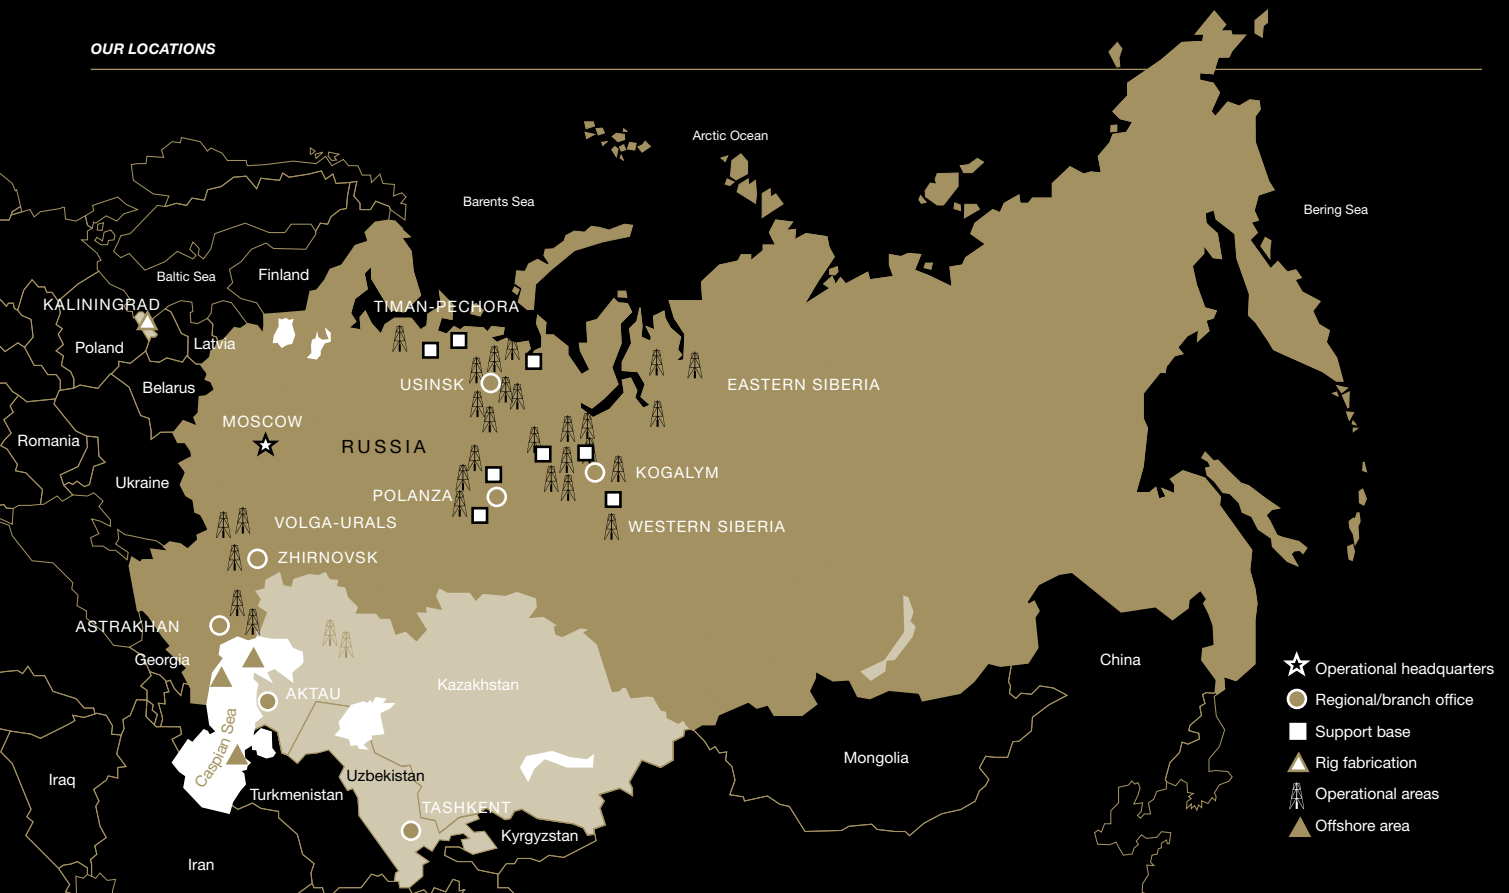 OUR LOCATIONS
Arctic Ocean
Barents Sea
Bering Sea
Baltic Sea
Finland
KALININGRAD
TIMAN-PECHORA
Poland
Latvia
Belarus
USINSK
EASTERN SIBERIA
MOSCOW
Romania
RUSSIA
KOGALYM
Ukraine
POLANZA
VOLGA-URALS
WESTERN SIBERIA
ZHIRNOVSK
ASTRAKHAN
Georgia
China
Kazakhstan
AKTAU
Caspian Sea
Mongolia
Iraq
Uzbekistan
Turkmenistan
TASHKENT
Kyrgyzstan
Iran
Operational headquarters
Regional/branch office
Support base
Rig fabrication
Operational areas
Offshore area